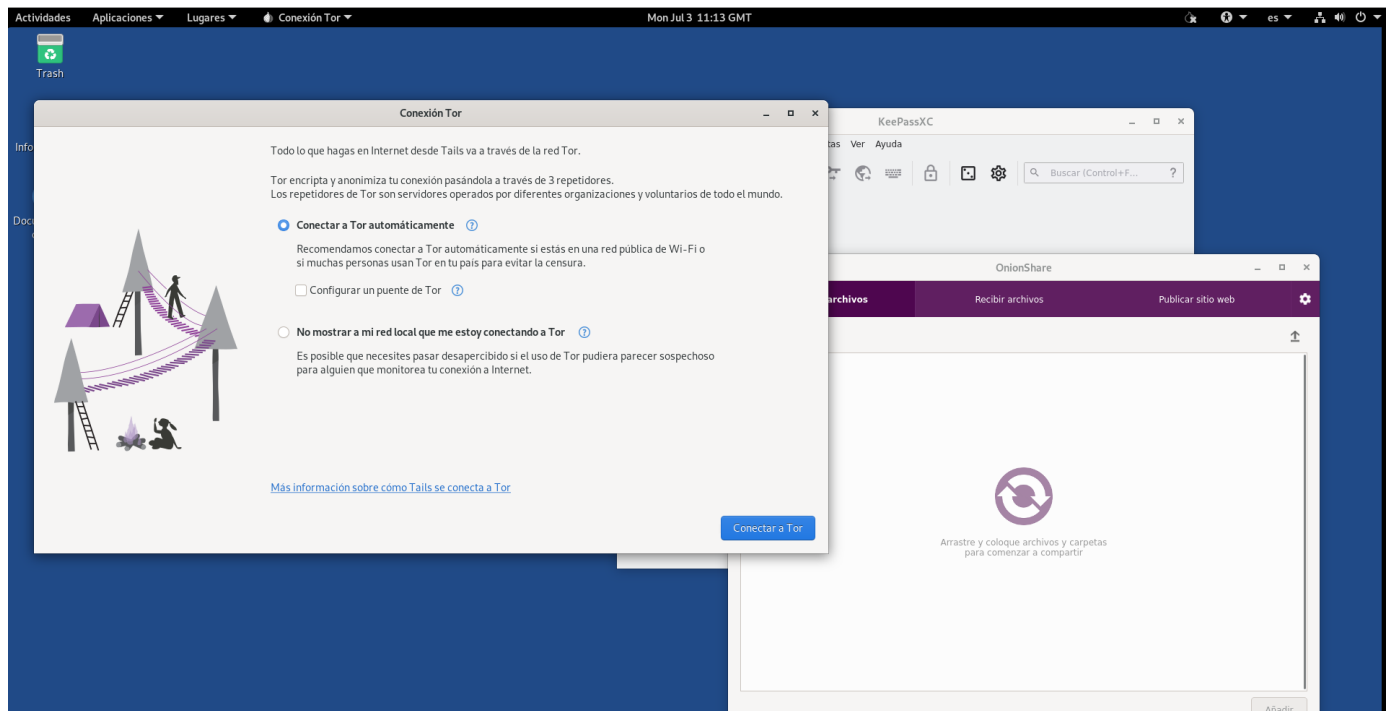 Actividades Aplicaciones Lugares Conexión Tor Mon Jul 3 11:13 GMT es
Trash
Conexión Tor
Todo lo que hagas en Internet desde Tails va a través de la red Tor.
Tor encripta y anonimiza tu conexión pasándola a través de 3 repetidores.
Los repetidores de Tor son servidores operados por diferentes organizaciones y voluntarios de todo el mundo.
Conectar a Tor automáticamente ?
Recomendamos conectar a Tor automáticamente si estás en una red pública de Wi-Fi o
si muchas personas usan Tor en tu país para evitar la censura.
Configurar un puente de Tor ?
No mostrar a mi red local que me estoy conectando a Tor ?
Es posible que necesites pasar desapercibido si el uso de Tor pudiera parecer sospechoso
para alguien que monitorea tu conexión a Internet.
Más información sobre cómo Tails se conecta a Tor
Conectar a Tor
Info
Docu
KeePassXC
tas Ver Ayuda
Buscar (Control+F... ?
OnionShare
archivos Recibir archivos Publicar sitio web
Arrastre y coloque archivos y carpetas
para comenzar a compartir
Añadir